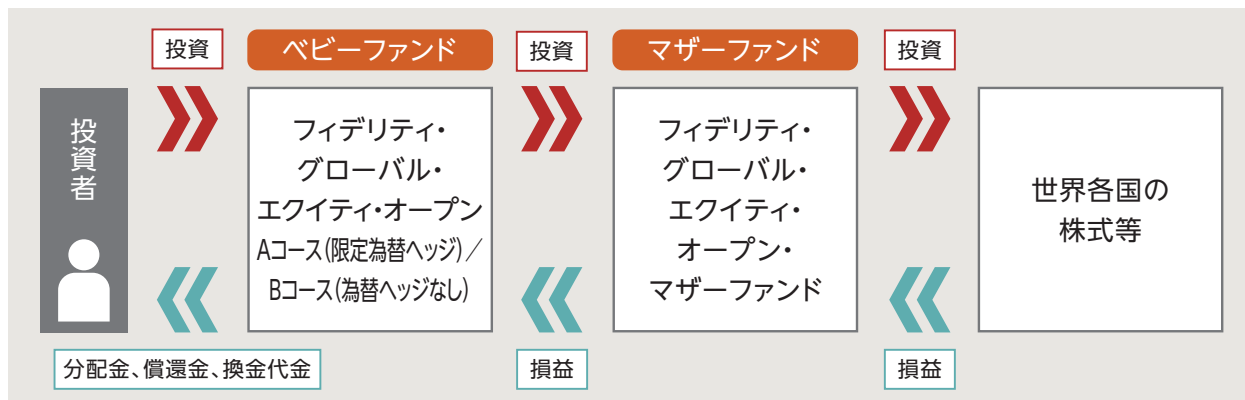 投資
ベビーファンド
投資
マザーファンド
投資
投資者
フィデリティ・
グローバル・
エクイティ・オープン
Aコース(限定為替ヘッジ)/
Bコース(為替ヘッジなし)
フィデリティ・
グローバル・
エクイティ・
オープン・
マザーファンド
世界各国の
株式等
分配金、償還金、換金代金
損益
損益